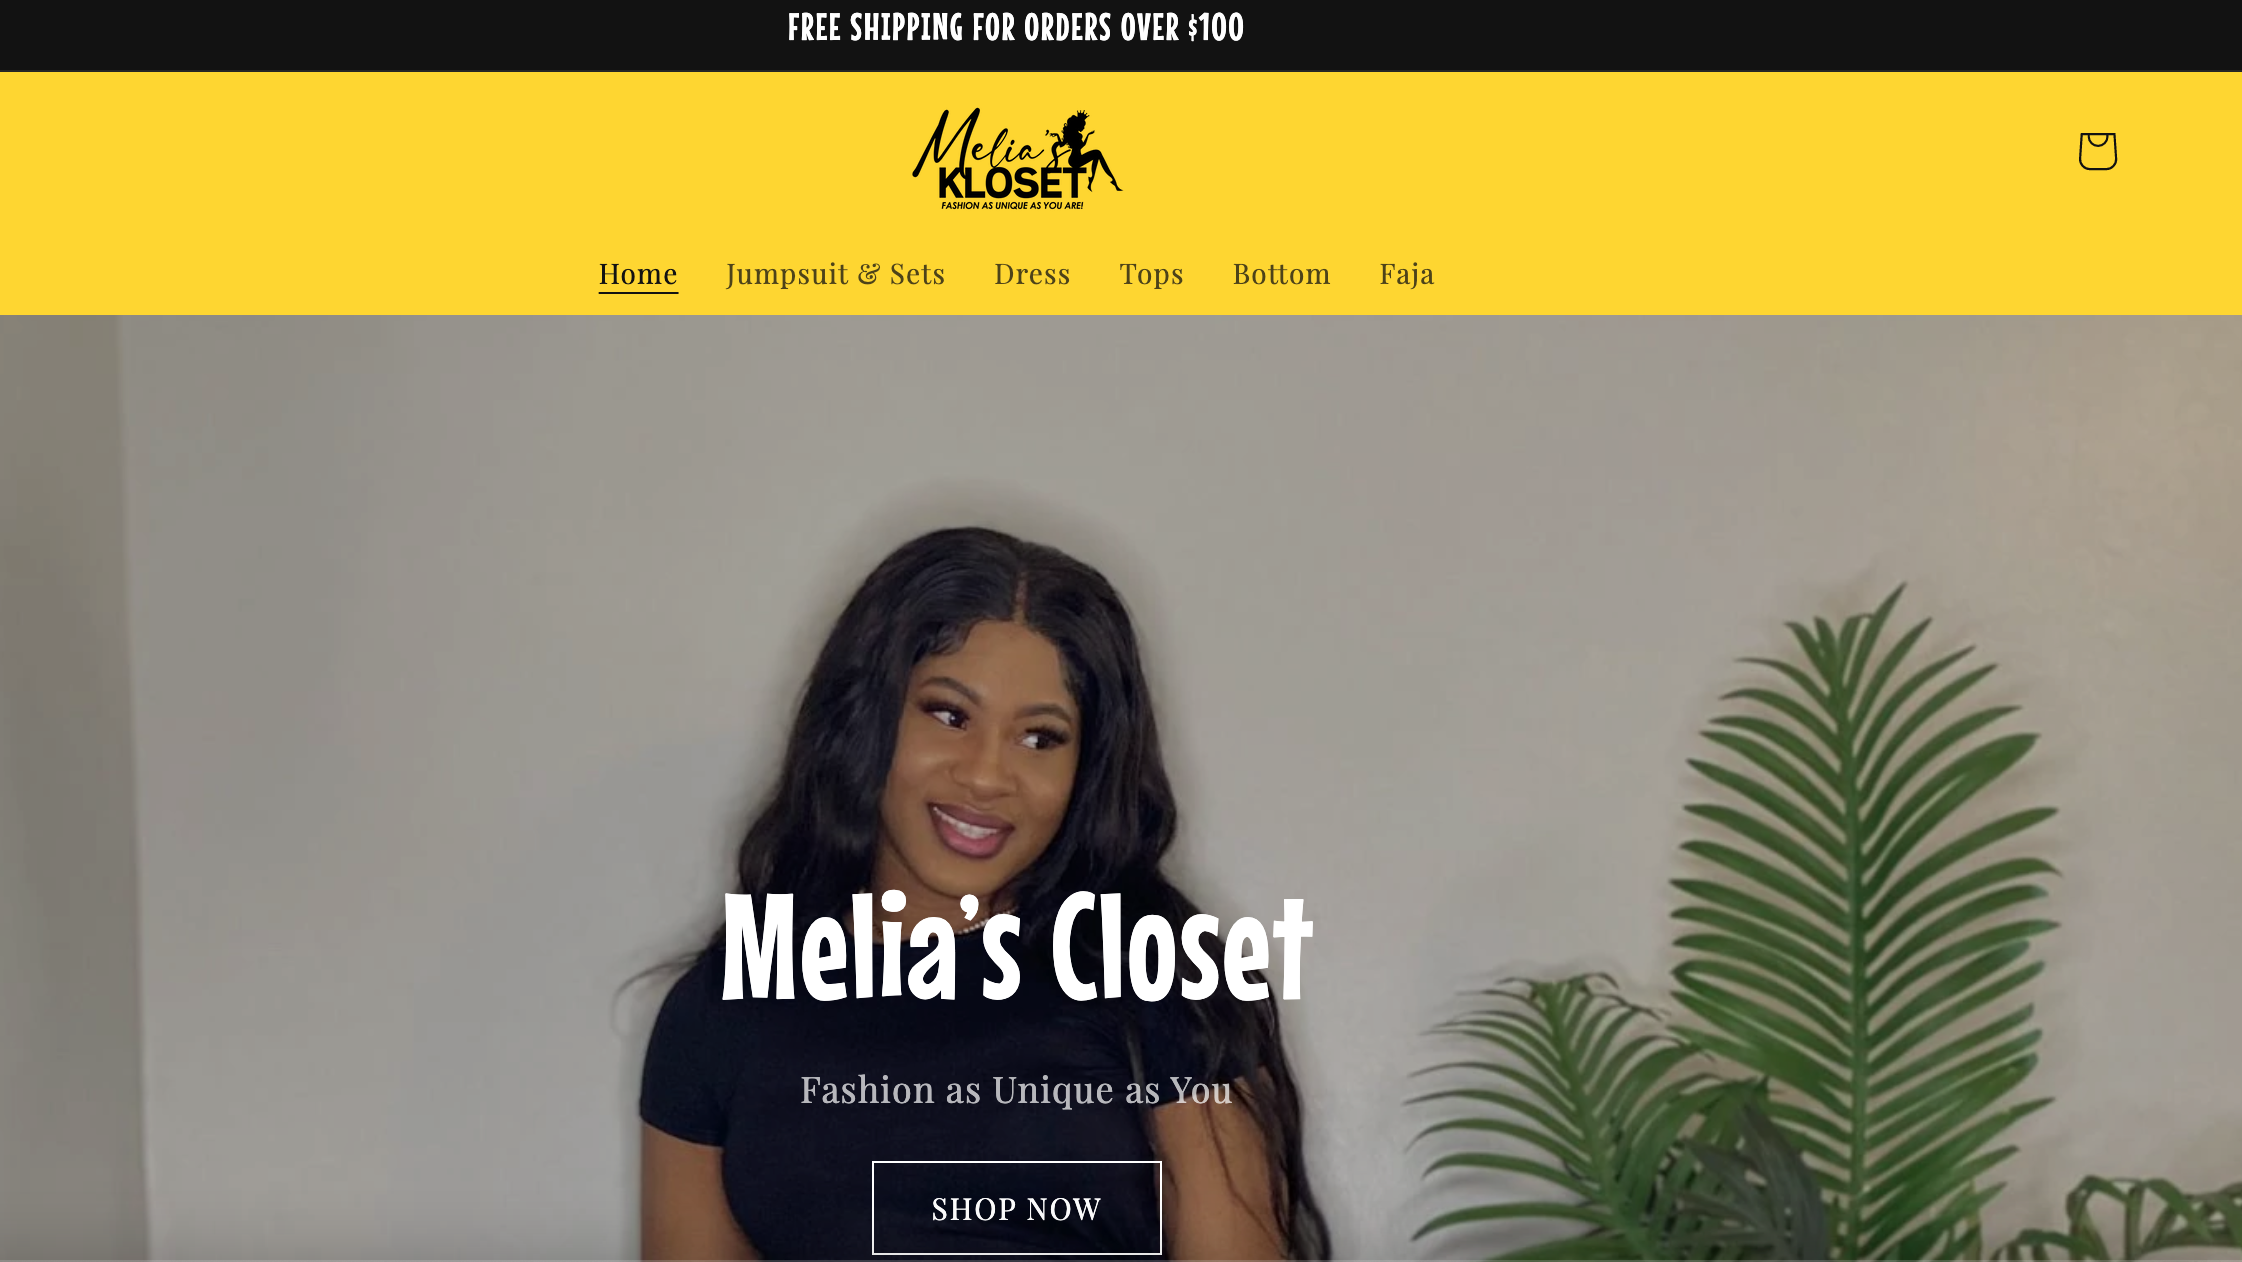 FREE SHIPPING FOR ORDERS OVER $100
Melia's
KLOSET
FASHION AS UNIQUE AS YOU ARE!
Home Jumpsuit & Sets Dress Tops Bottom Faja
Melia’s Closet
Fashion as Unique as You
SHOP NOW